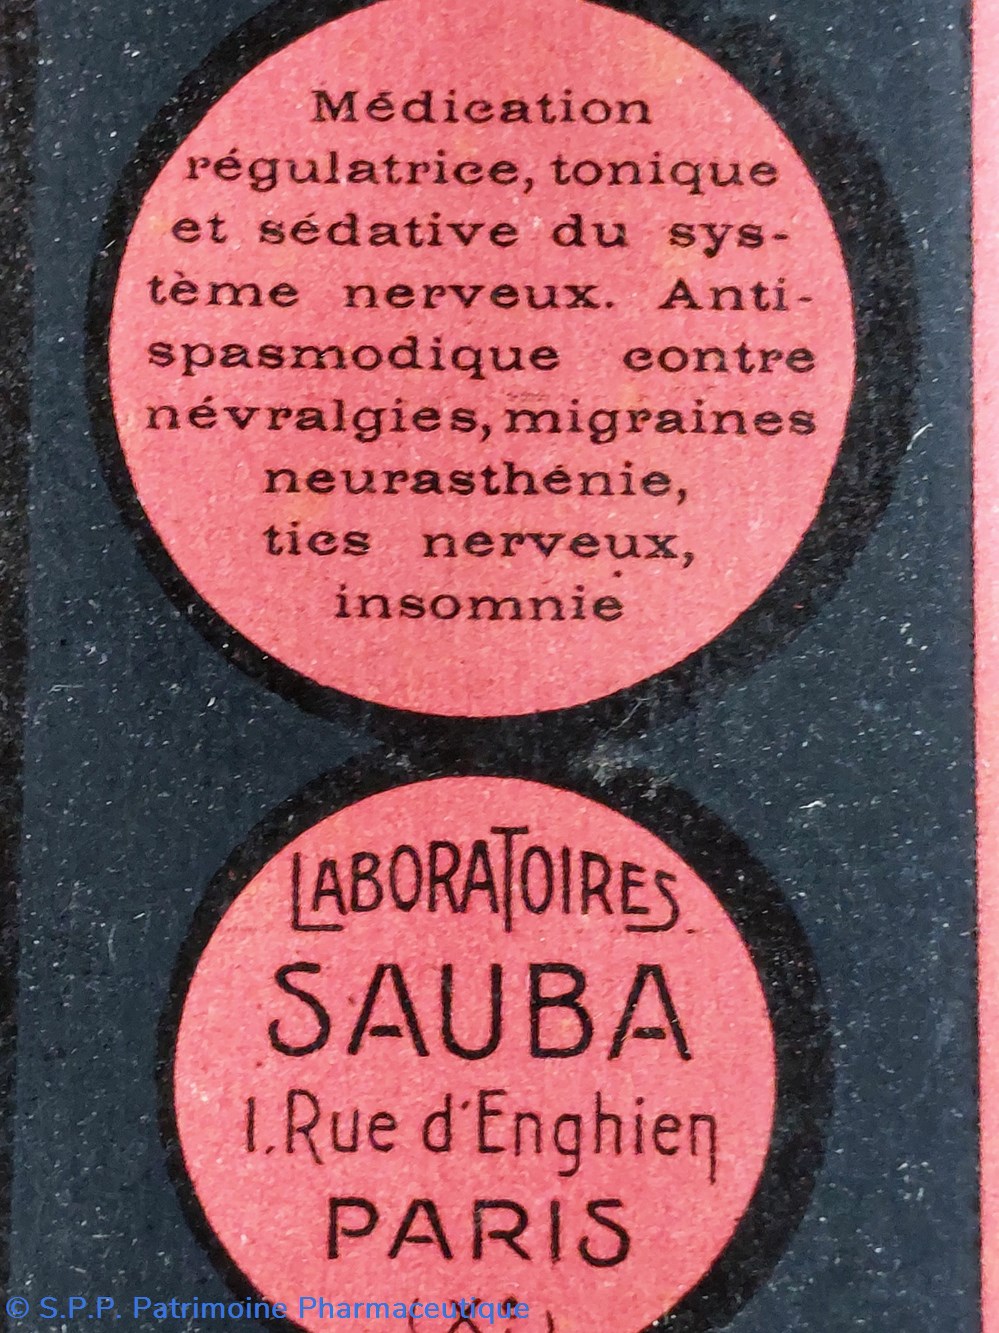 Médication
régulatrice, tonique
et sédative du sys-
tème nerveux. Anti-
spasmodique contre
névralgies, migraines
neurasthénie,
tics nerveux,
insomnie
LABORATOIRES
SAUBA
1. Rue d'Enghien
PARIS
© S.P.P. Patrimoine Pharmaceutique